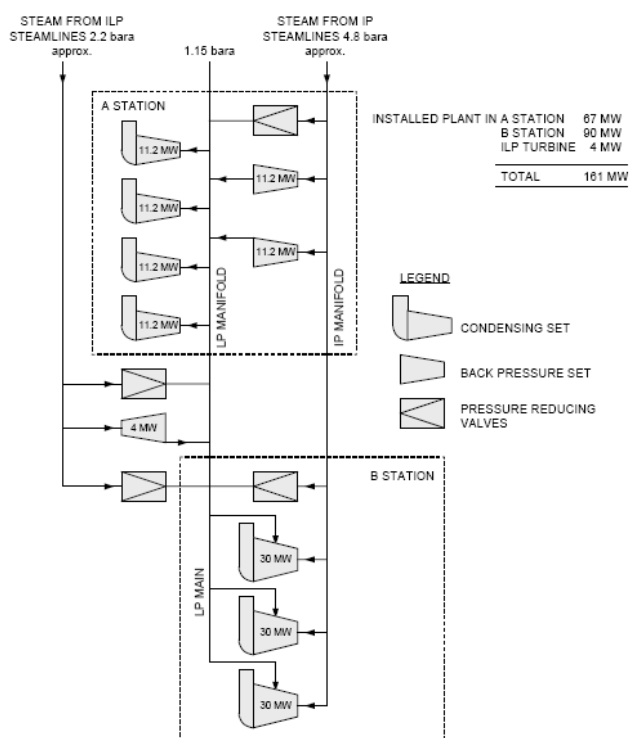 STEAM FROM ILP
STEAMLINES 2.2 bara
approx.
1.15 bara
STEAM FROM IP
STEAMLINES 4.8 bara
approx.
A STATION
INSTALLED PLANT IN A STATION 67 MW
B STATION 90 MW
ILP TURBINE 4 MW
TOTAL 161 MW
11.2 MW
11.2 MW
11.2 MW
11.2 MW
11.2 MW
11.2 MW
LP MANIFOLD
IP MANIFOLD
LEGEND
CONDENSING SET
BACK PRESSURE SET
PRESSURE REDUCING
VALVES
4 MW
B STATION
LP MAIN
30 MW
30 MW
30 MW